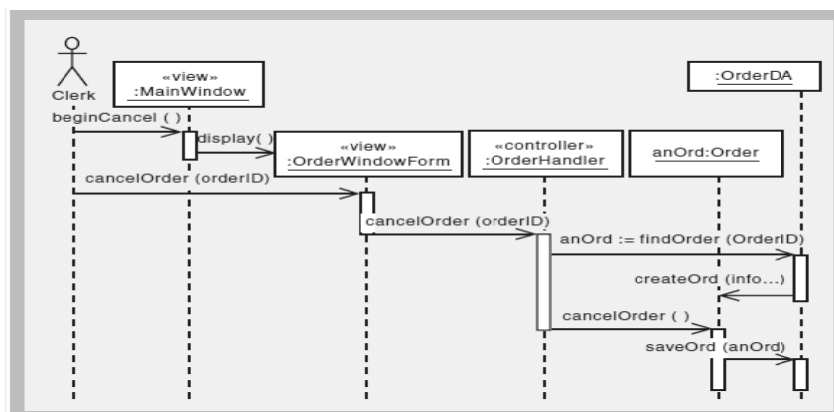 «view»
:MainWindow
:OrderDA
Clerk
beginCancel ( )
display( )
«view»
:OrderWindowForm
«controller»
:OrderHandler
anOrd:Order
cancelOrder (orderID)
cancelOrder (orderID)
anOrd := findOrder (OrderID)
createOrd (info...)
cancelOrder ( )
saveOrd (anOrd)